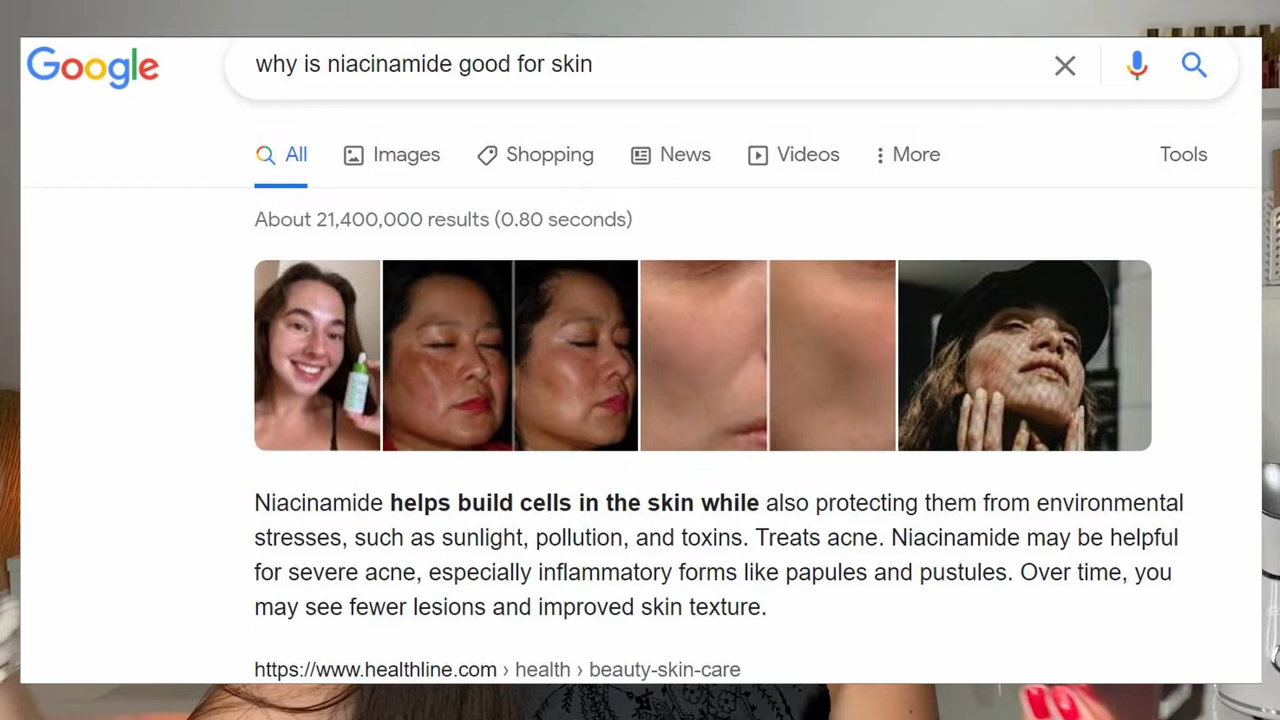 Google
why is niacinamide good for skin
All Images Shopping News Videos More Tools
About 21,400,000 results (0.80 seconds)
Niacinamide helps build cells in the skin while also protecting them from environmental
stresses, such as sunlight, pollution, and toxins. Treats acne. Niacinamide may be helpful
for severe acne, especially inflammatory forms like papules and pustules. Over time, you
may see fewer lesions and improved skin texture.
https://www.healthline.com › health › beauty-skin-care